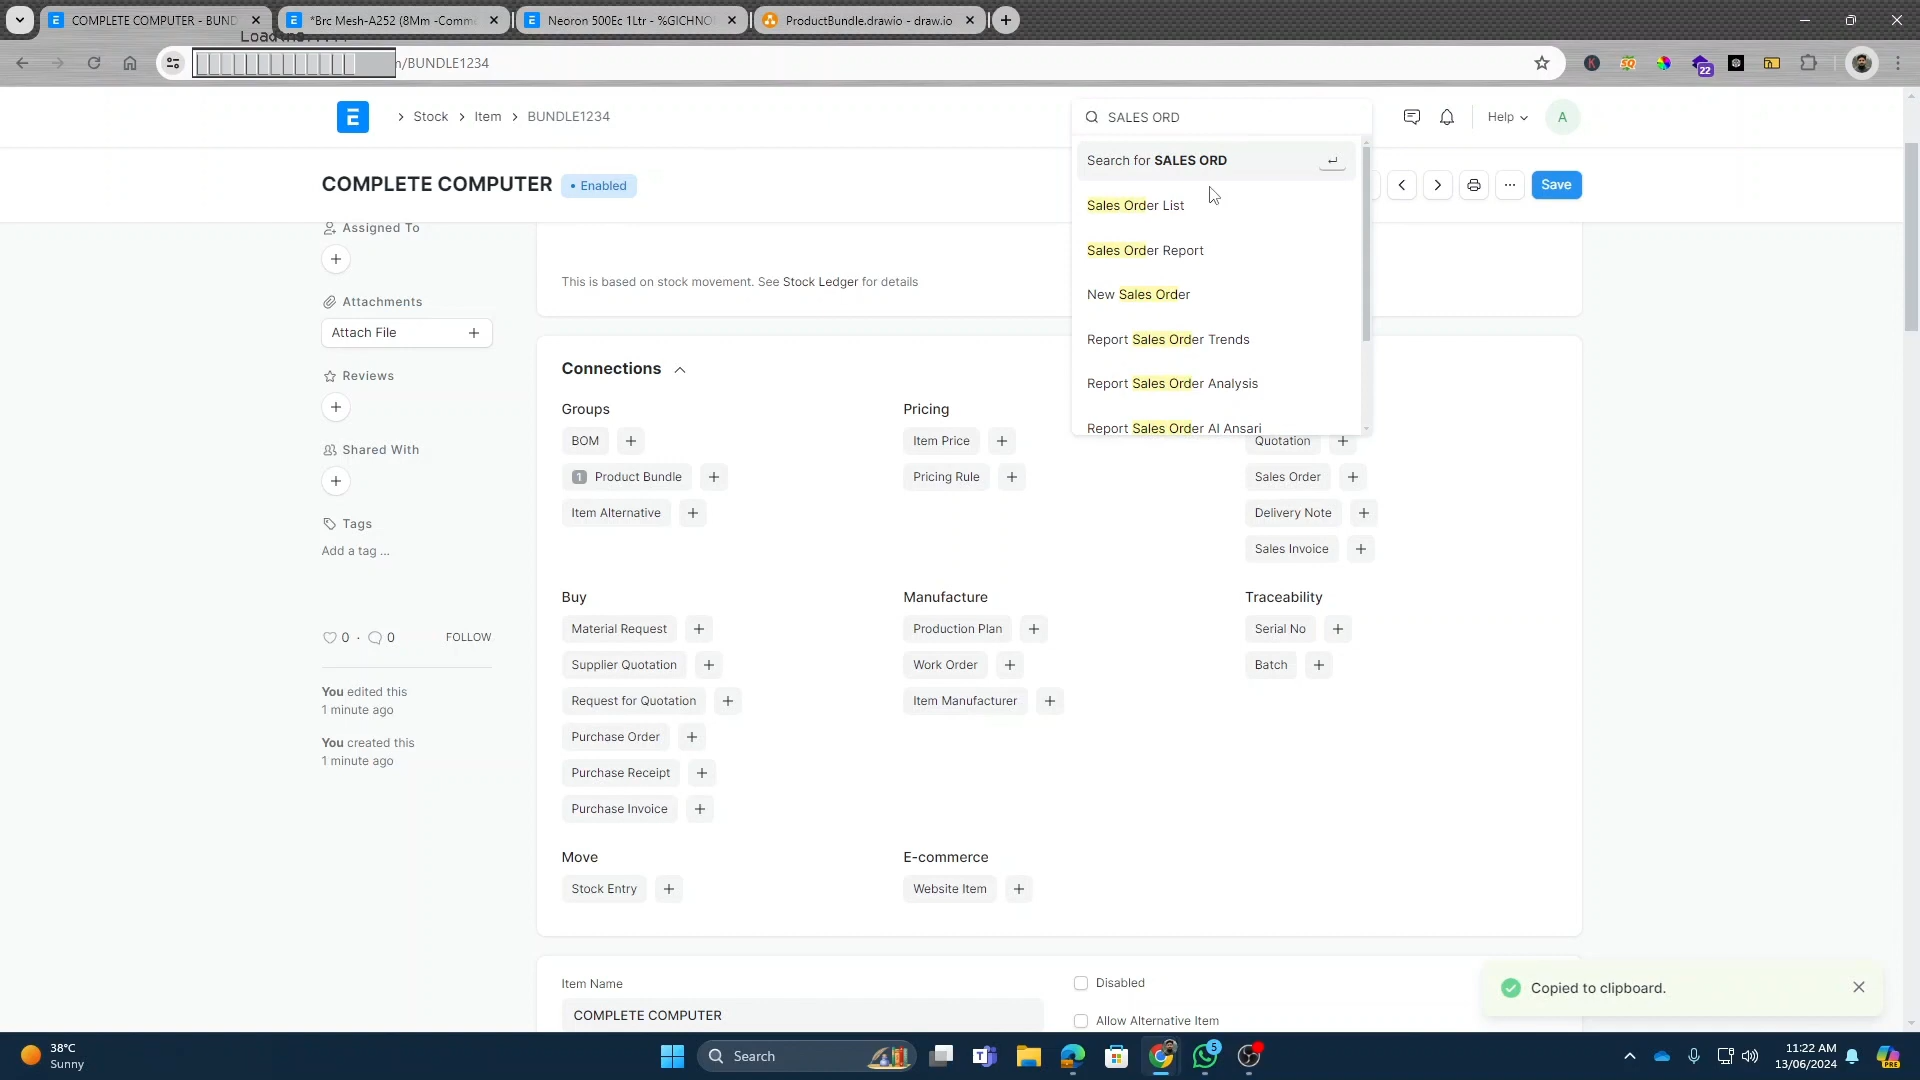 COMPLETE COMPUTER - BUND
*Brc Mesh-A252 (8Mm -Comme
Neoron 500Ec 1Ltr - %GICHNO
ProductBundle.drawio - draw.io
n/BUNDLE1234
22
E
Stock
Item
BUNDLE1234
SALES ORD
Help
A
COMPLETE COMPUTER
• Enabled
Save
Search for SALES ORD
Sales Order List
Sales Order Report
New Sales Order
Report Sales Order Trends
Report Sales Order Analysis
Report Sales Order Al Ansari
Assigned To
Attachments
Attach File
Reviews
Shared With
Tags
Add a tag ...
0 · 0
FOLLOW
You edited this
1 minute ago
You created this
1 minute ago
This is based on stock movement. See Stock Ledger for details
Connections
Groups
BOM
1 Product Bundle
Item Alternative
Pricing
Item Price
Pricing Rule
Quotation
Sales Order
Delivery Note
Sales Invoice
Buy
Material Request
Supplier Quotation
Request for Quotation
Purchase Order
Purchase Receipt
Purchase Invoice
Manufacture
Production Plan
Work Order
Item Manufacturer
Traceability
Serial No
Batch
Move
Stock Entry
E-commerce
Website Item
Item Name
COMPLETE COMPUTER
Disabled
Allow Alternative Item
Copied to clipboard.
38°C
Sunny
Search
5
11:22 AM
13/06/2024